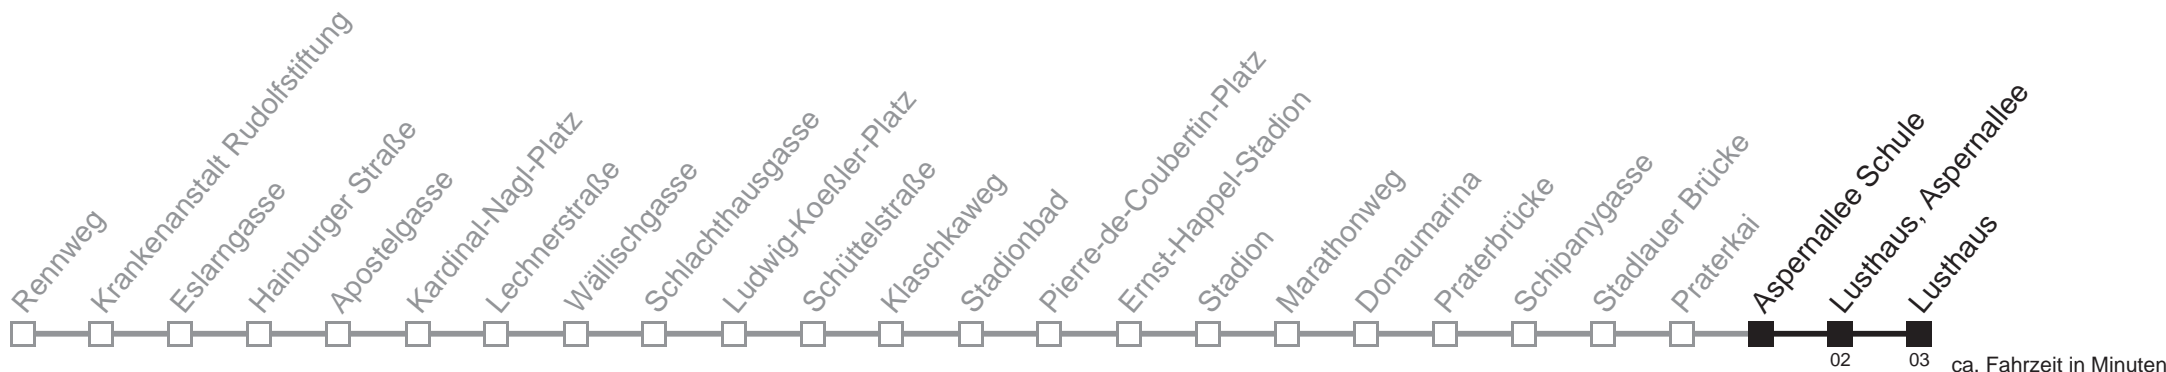 Rennweg
Krankenanstalt Rudolfstiftung
Eslarngasse
Hainburger Straße
Apostelgasse
Kardinal-Nagl-Platz
Lechnerstraße
Wällischgasse
Schlachthausgasse
Ludwig-Koeßler-Platz
Schüttelstraße
Klaschkaweg
Stadionbad
Pierre-de-Coubertin-Platz
Ernst-Happel-Stadion
Stadion
Marathonweg
Donaumarina
Praterbrücke
Schipanygasse
Stadlauer Brücke
Praterkai
Aspernallee Schule
Lusthaus, Aspernallee
Lusthaus
02
03
ca. Fahrzeit in Minuten